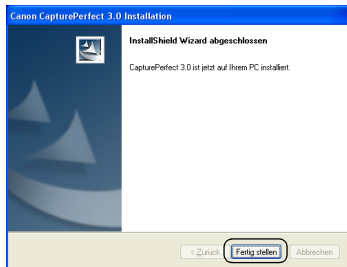 Canon CapturePerfect 3.0 Installation
InstallShield Wizard abgeschlossen
CapturePerfect 3.0 ist jetzt auf Ihrem PC installiert.
< Zurück Fertig stellen Abbrechen